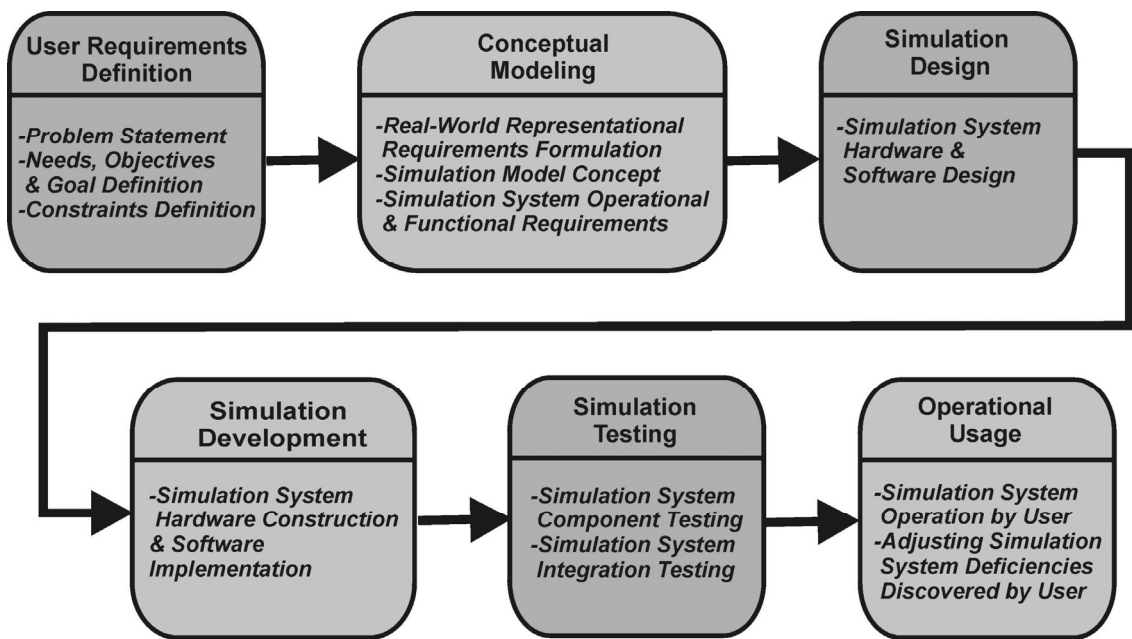 User Requirements
Definition
-Problem Statement
-Needs, Objectives
& Goal Definition
-Constraints Definition
Conceptual
Modeling
-Real-World Representational
Requirements Formulation
-Simulation Model Concept
-Simulation System Operational
& Functional Requirements
Simulation
Design
-Simulation System
Hardware &
Software Design
Simulation
Development
-Simulation System
Hardware Construction
& Software
Implementation
Simulation
Testing
-Simulation System
Component Testing
-Simulation System
Integration Testing
Operational
Usage
-Simulation System
Operation by User
-Adjusting Simulation
System Deficiencies
Discovered by User